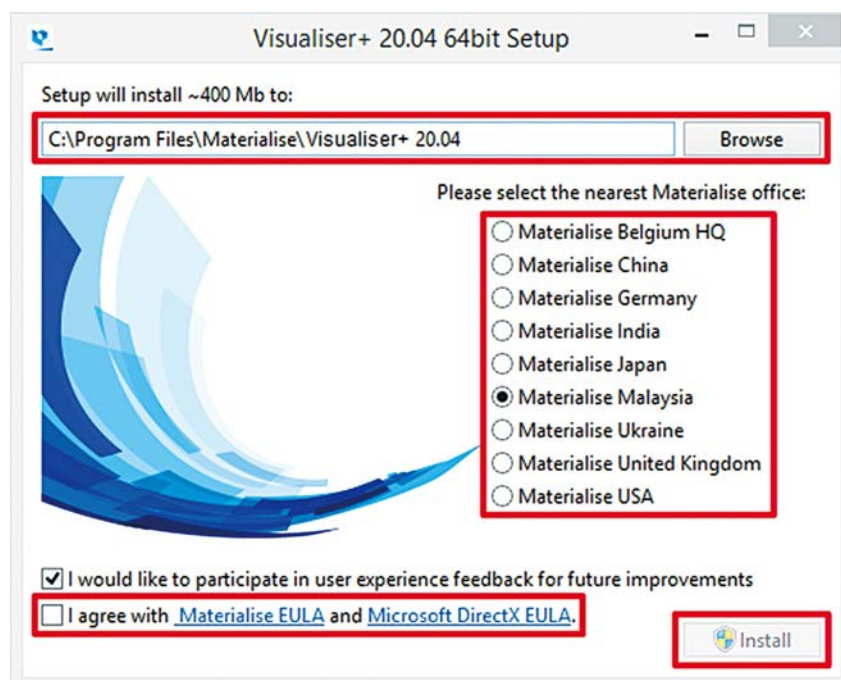 Visualiser+ 20.04 64bit Setup
Setup will install ~400 Mb to:
C:\Program Files\Materialise\Visualiser+ 20.04
Browse
Please select the nearest Materialise office:
Materialise Belgium HQ
Materialise China
Materialise Germany
Materialise India
Materialise Japan
Materialise Malaysia
Materialise Ukraine
Materialise United Kingdom
Materialise USA
I would like to participate in user experience feedback for future improvements
I agree with Materialise EULA and Microsoft DirectX EULA.
Install